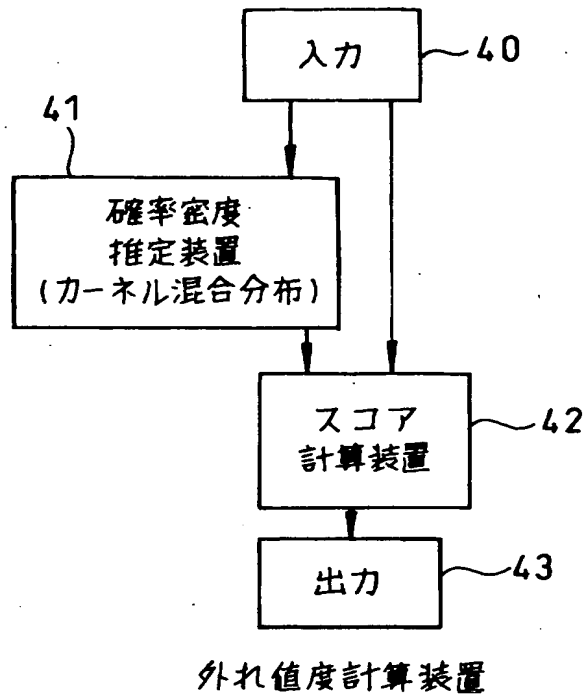 入力
40
41
確率密度
推定装置
(カーネル混合分布)
スコア
計算装置
42
出力
43
外れ値度計算装置